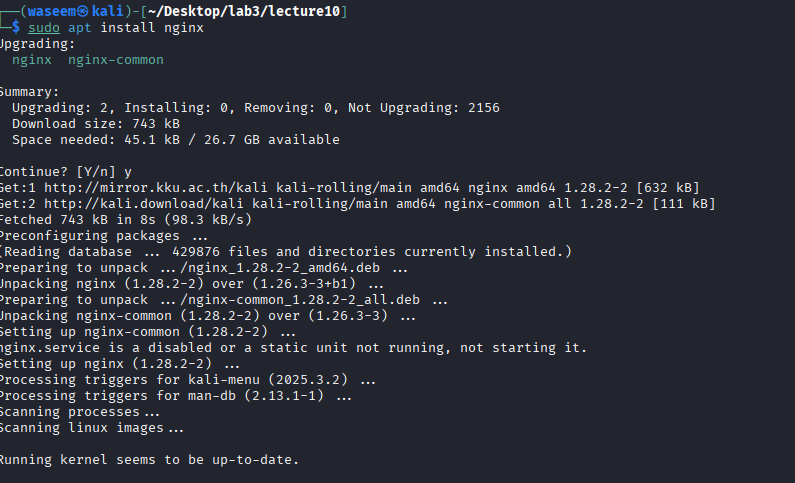 ┌──(waseem㉿kali)-[~/Desktop/lab3/lecture10]
└─$ sudo apt install nginx
Upgrading:
  nginx  nginx-common

Summary:
  Upgrading: 2, Installing: 0, Removing: 0, Not Upgrading: 2156
  Download size: 743 kB
  Space needed: 45.1 kB / 26.7 GB available

Continue? [Y/n] y
Get:1 http://mirror.kku.ac.th/kali kali-rolling/main amd64 nginx amd64 1.28.2-2 [632 kB]
Get:2 http://kali.download/kali kali-rolling/main amd64 nginx-common all 1.28.2-2 [111 kB]
Fetched 743 kB in 8s (98.3 kB/s)
Preconfiguring packages ...
(Reading database ... 429876 files and directories currently installed.)
Preparing to unpack .../nginx_1.28.2-2_amd64.deb ...
Unpacking nginx (1.28.2-2) over (1.26.3-3+b1) ...
Preparing to unpack .../nginx-common_1.28.2-2_all.deb ...
Unpacking nginx-common (1.28.2-2) over (1.26.3-3) ...
Setting up nginx-common (1.28.2-2) ...
nginx.service is a disabled or a static unit not running, not starting it.
Setting up nginx (1.28.2-2) ...
Processing triggers for kali-menu (2025.3.2) ...
Processing triggers for man-db (2.13.1-1) ...
Scanning processes...
Scanning linux images...

Running kernel seems to be up-to-date.